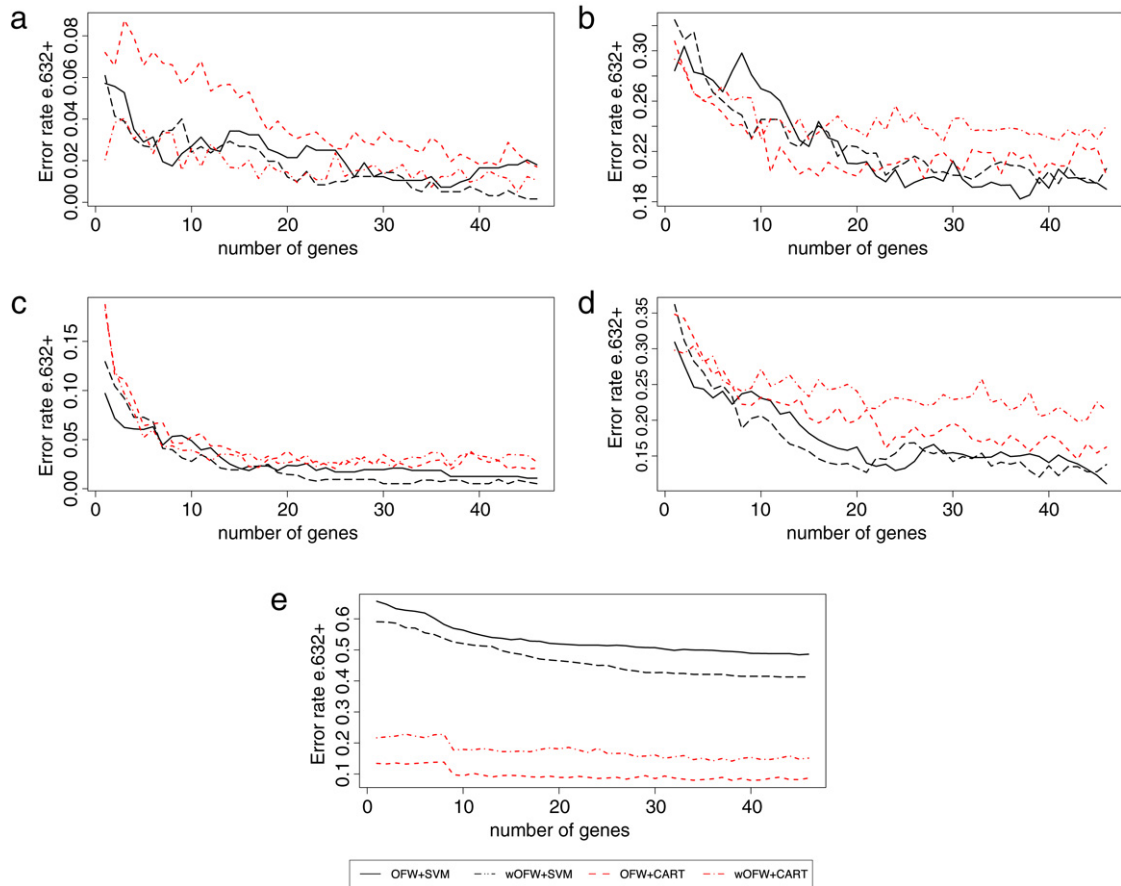 a
Error rate e.632+
0.00 0.02 0.04 0.06 0.08
0 10 20 30 40
number of genes
b
Error rate e.632+
0.18 0.22 0.26 0.30
0 10 20 30 40
number of genes
c
Error rate e.632+
0.00 0.05 0.10 0.15
0 10 20 30 40
number of genes
d
Error rate e.632+
0.15 0.20 0.25 0.30 0.35
0 10 20 30 40
number of genes
e
Error rate e.632+
0.1 0.2 0.3 0.4 0.5 0.6
0 10 20 30 40
number of genes
OFW+SVM wOFW+SVM OFW+CART wOFW+CART